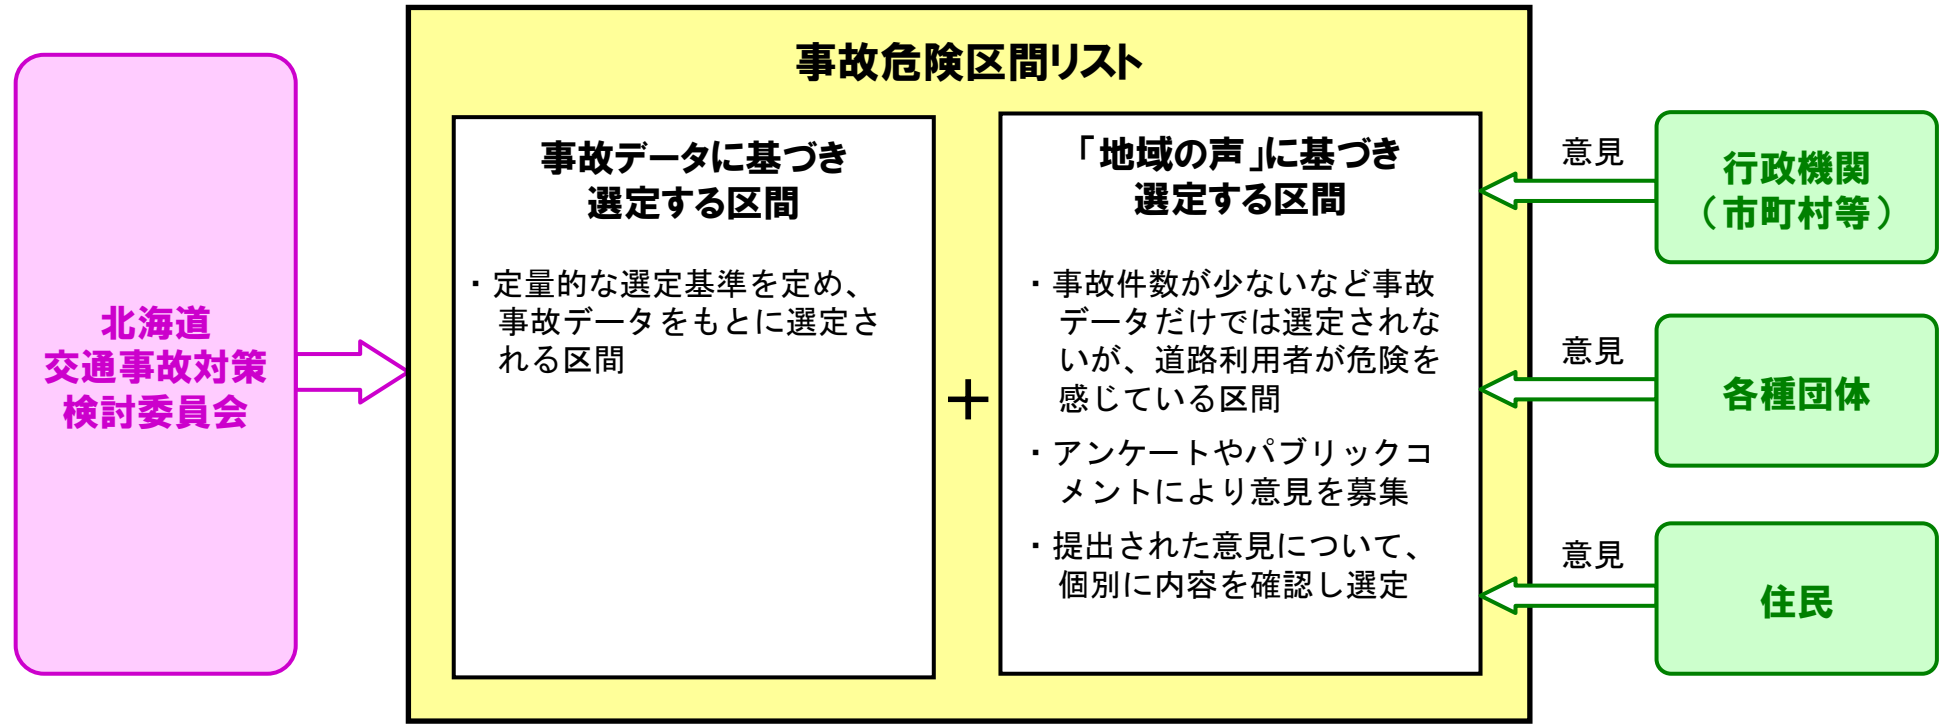 事故危険区間リスト
北海道
交通事故対策
検討委員会
事故データに基づき
選定する区間
・定量的な選定基準を定め、
事故データをもとに選定さ
れる区間
＋
「地域の声」に基づき
選定する区間
・事故件数が少ないなど事故
データだけでは選定されな
いが、道路利用者が危険を
感じている区間
・アンケートやパブリックコ
メントにより意見を募集
・提出された意見について、
個別に内容を確認し選定
意見
行政機関
（市町村等）
意見
各種団体
意見
住民